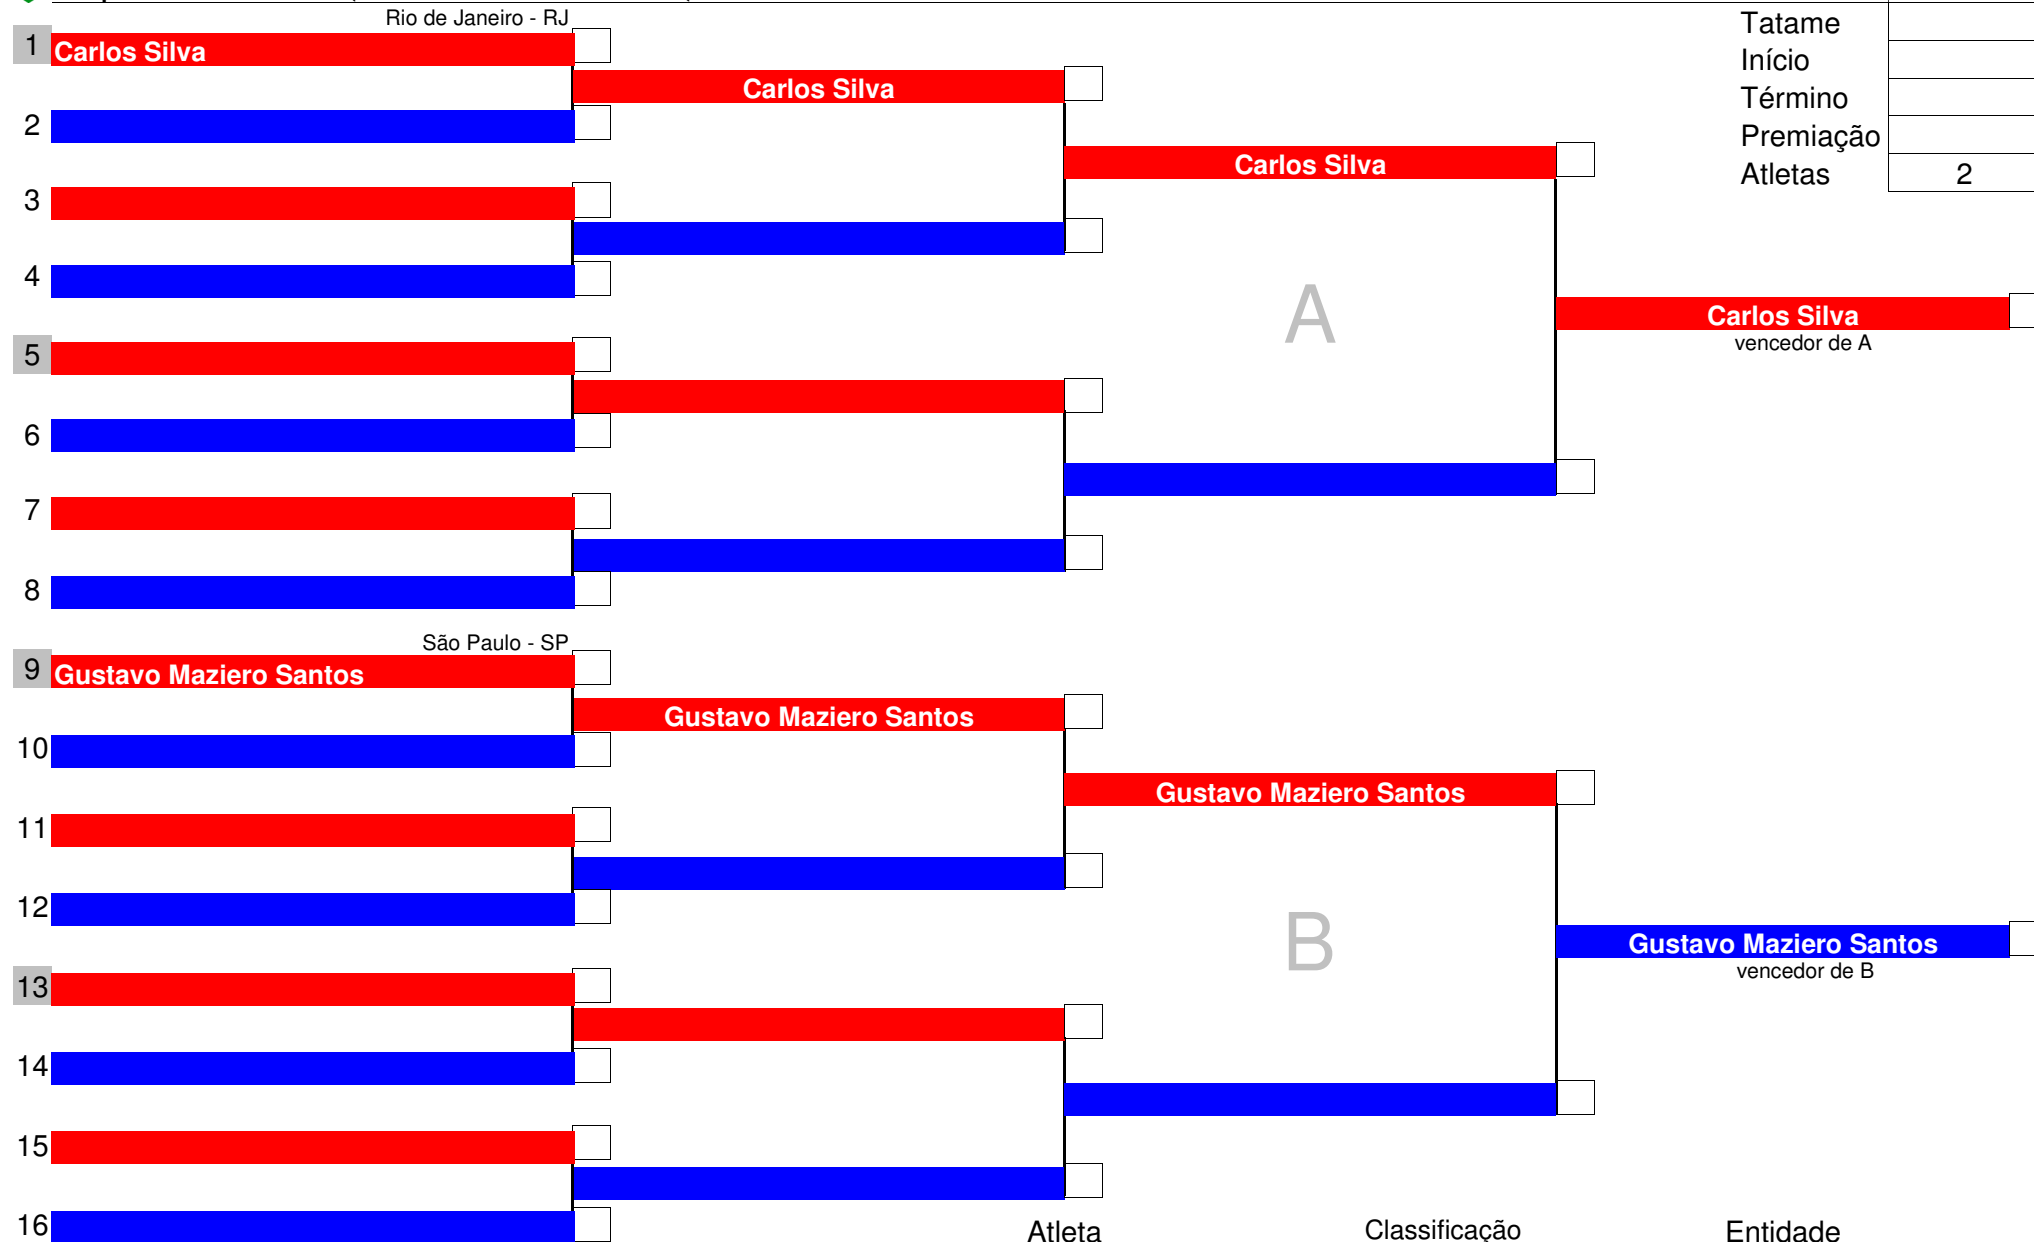 Rio de Janeiro - RJ
Tatame
Início
Término
Premiação
Atletas 2
1 Carlos Silva
Carlos Silva
2
Carlos Silva
3
4
A
Carlos Silva
vencedor de A
5
6
7
8
São Paulo - SP
9 Gustavo Maziero Santos
Gustavo Maziero Santos
10
Gustavo Maziero Santos
11
12
B
Gustavo Maziero Santos
vencedor de B
13
14
15
16
Atleta Classificação Entidade